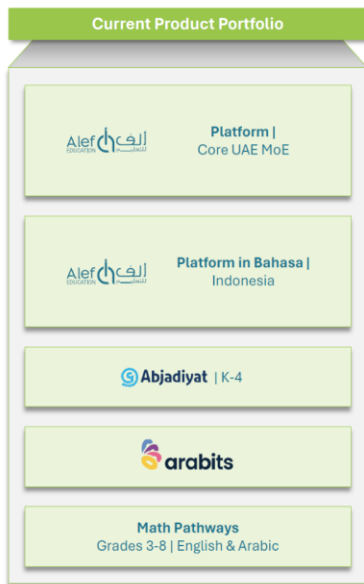 Current Product Portfolio
Alef ألف
EDUCATION للتعليم
Platform |
Core UAE MoE
Alef ألف
EDUCATION للتعليم
Platform in Bahasa |
Indonesia
Abjadiyat | K-4
arabits
Math Pathways
Grades 3-8 | English & Arabic